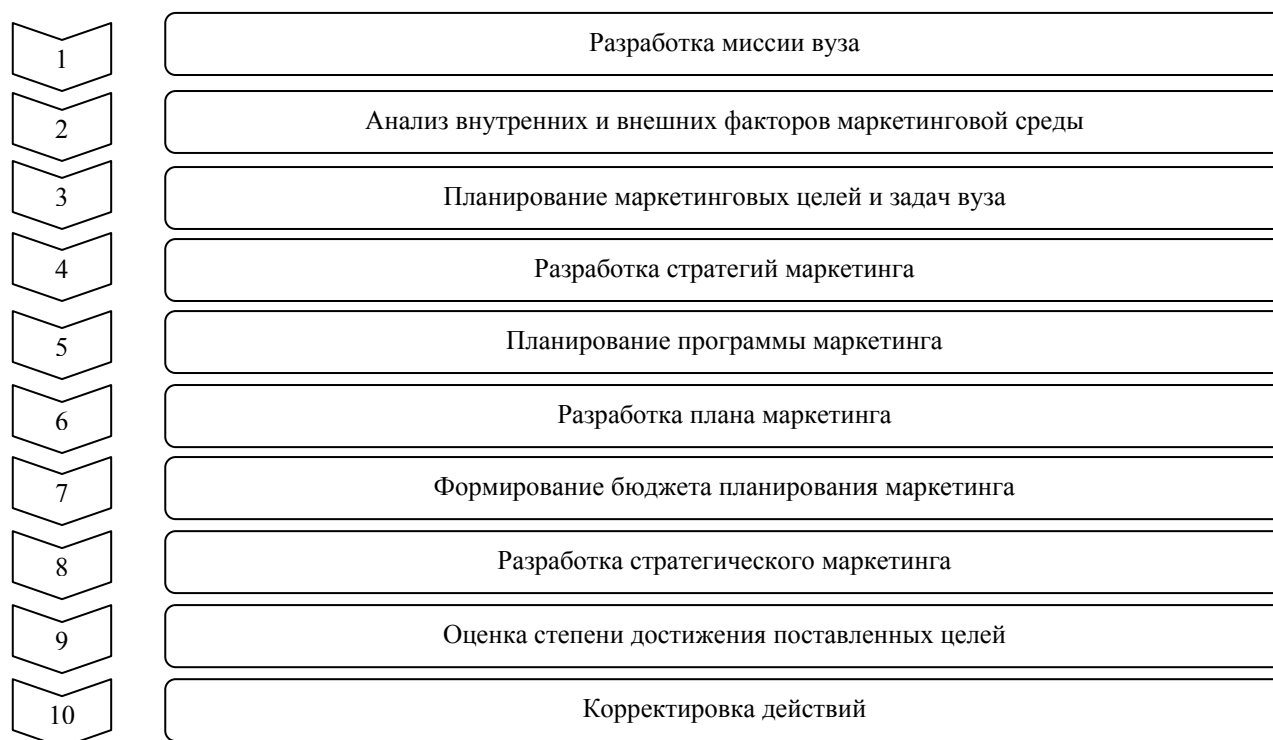 1
Разработка миссии вуза
2
Анализ внутренних и внешних факторов маркетинговой среды
3
Планирование маркетинговых целей и задач вуза
4
Разработка стратегий маркетинга
5
Планирование программы маркетинга
6
Разработка плана маркетинга
7
Формирование бюджета планирования маркетинга
8
Разработка стратегического маркетинга
9
Оценка степени достижения поставленных целей
10
Корректировка действий